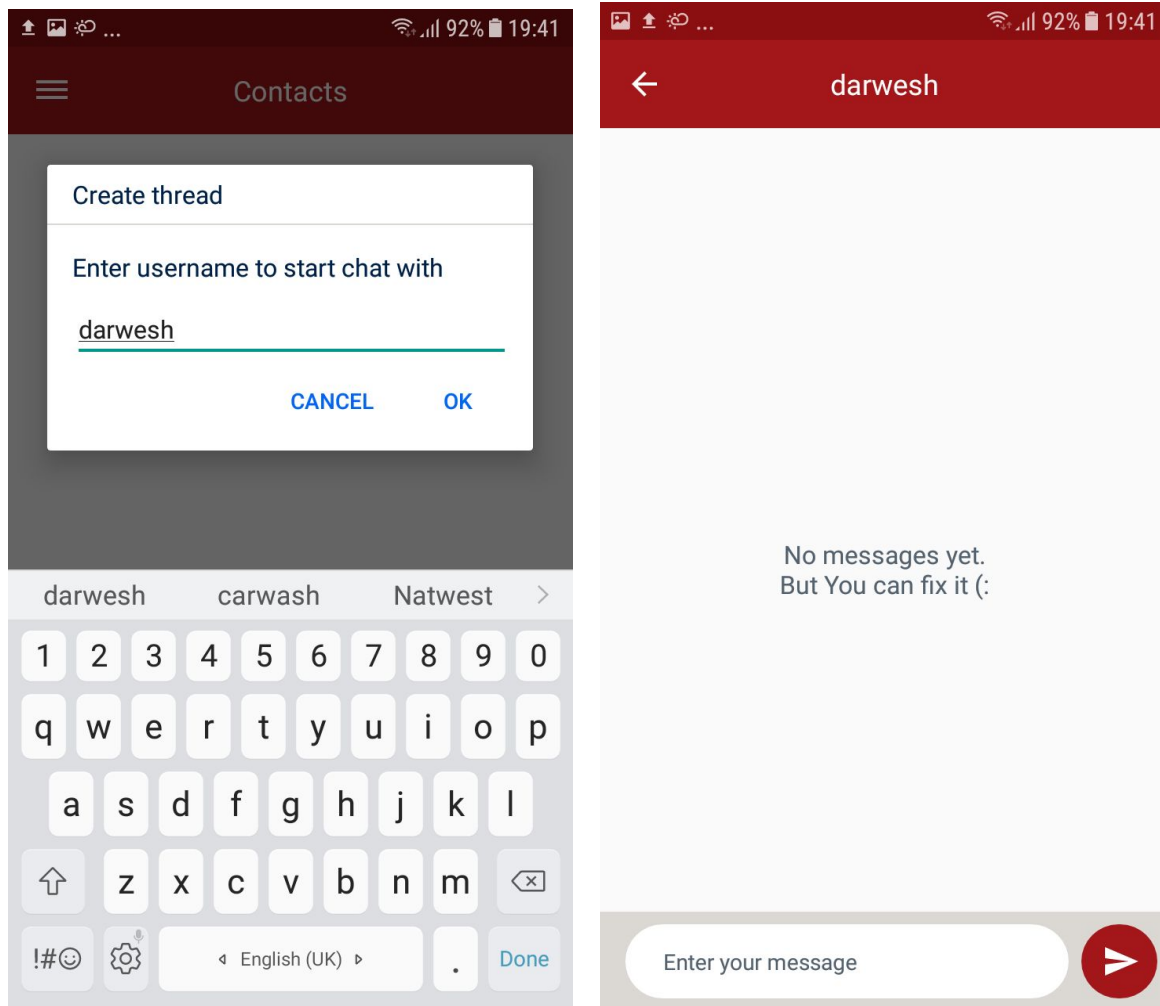 ... 92% 19:41
Contacts
Create thread
Enter username to start chat with
darwesh
CANCEL OK
darwesh carwash Natwest
1 2 3 4 5 6 7 8 9 0
q w e r t y u i o p
a s d f g h j k l
z x c v b n m
!#☺ English (UK) . Done
... 92% 19:41
darwesh
No messages yet.
But You can fix it (:
Enter your message